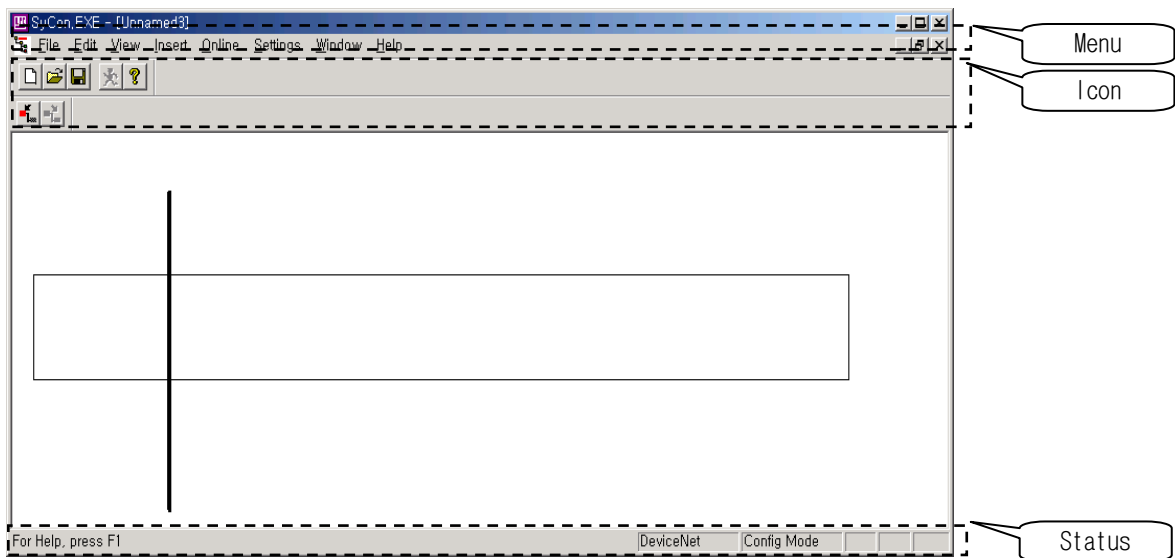 SyCon.EXE - [Unnamed3]
File Edit View Insert Online Settings Window Help
Menu
Icon
For Help, press F1 DeviceNet Config Mode
Status